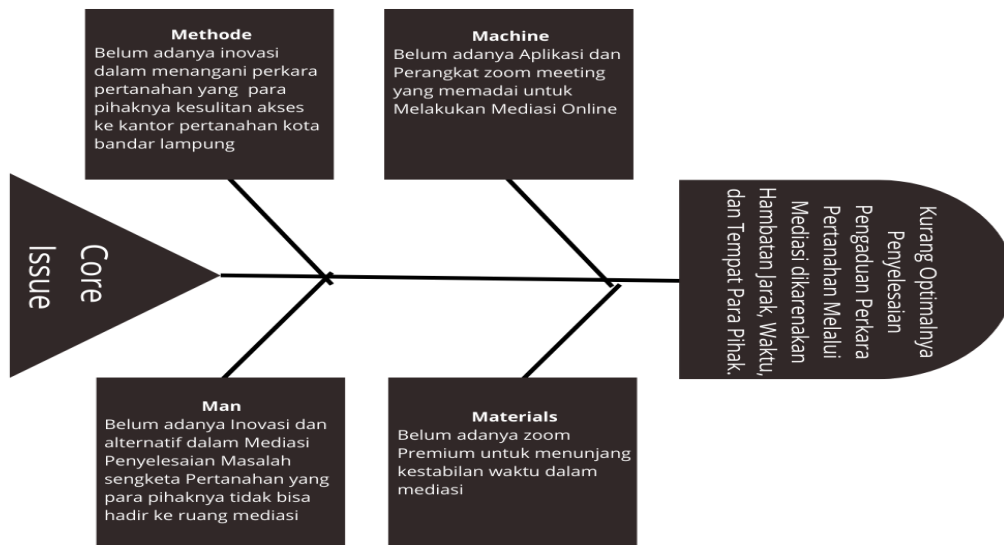 Methode
Belum adanya inovasi
dalam menangani perkara
pertanahan yang para
pihaknya kesulitan akses
ke kantor pertanahan kota
bandar lampung
Machine
Belum adanya Aplikasi dan
Perangkat zoom meeting
yang memadai untuk
Melakukan Mediasi Online
Core
Issue
Kurang Optimalnya
Penyelesaian
Pengaduan Perkara
Pertanahan Melalui
Mediasi dikarenakan
Hambatan Jarak, Waktu,
dan Tempat Para Pihak.
Man
Belum adanya Inovasi dan
alternatif dalam Mediasi
Penyelesaian Masalah
sengketa Pertanahan yang
para pihaknya tidak bisa
hadir ke ruang mediasi
Materials
Belum adanya zoom
Premium untuk menunjang
kestabilan waktu dalam
mediasi